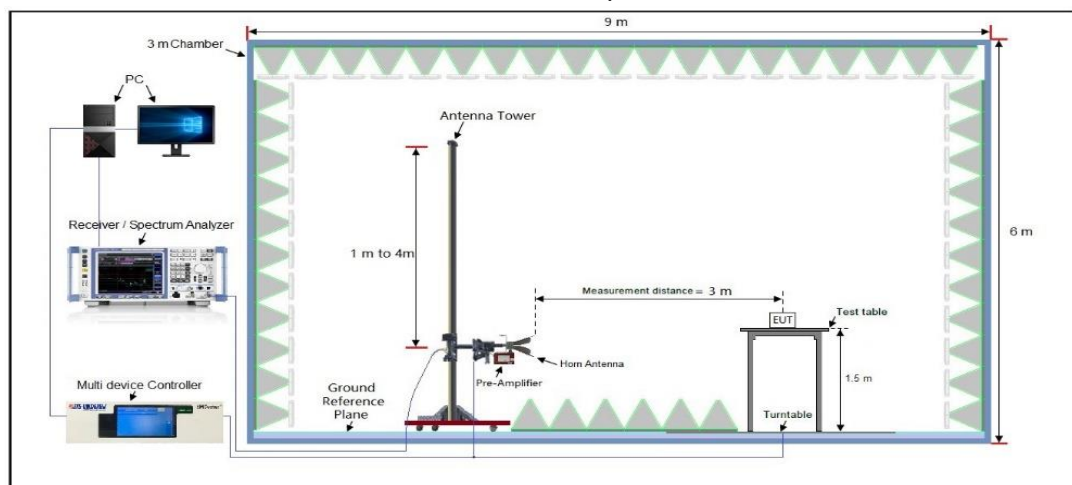 9 m
3 m Chamber
PC
Antenna Tower
Receiver / Spectrum Analyzer
1 m to 4m
6 m
Measurement distance = 3 m
EUT
Test table
Horn Antenna
Pre-Amplifier
1.5 m
Multi device Controller
Ground
Reference
Plane
Turntable